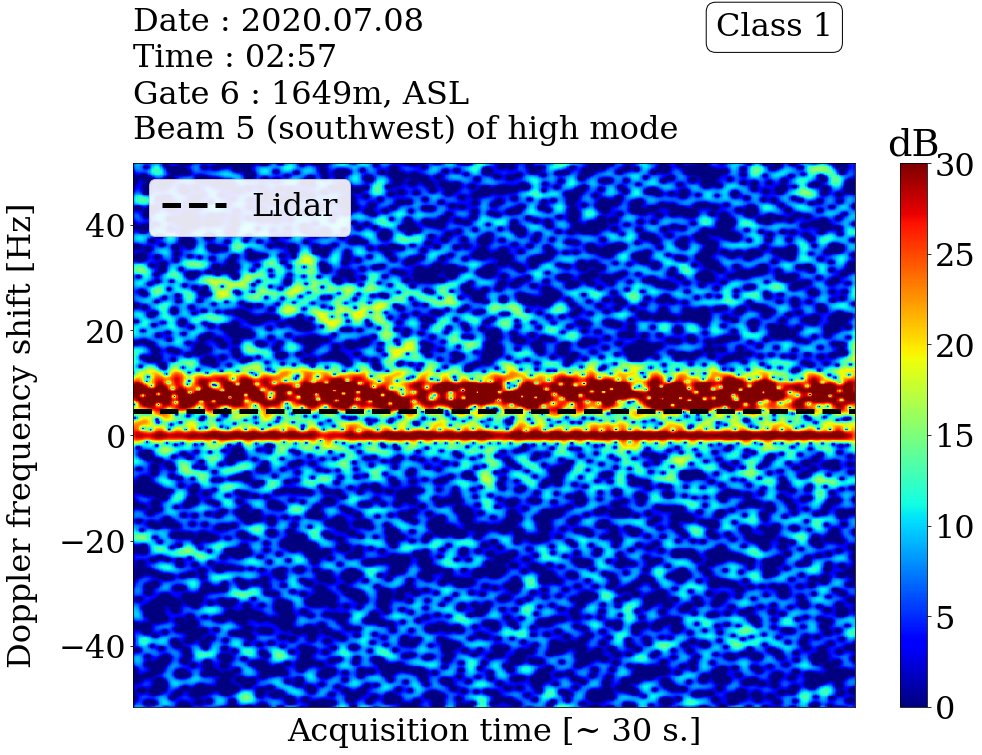 Date : 2020.07.08
Time : 02:57
Gate 6 : 1649m, ASL
Beam 5 (southwest) of high mode
Class 1
dB
Lidar
Doppler frequency shift [Hz]
40
20
0
−20
−40
30
25
20
15
10
5
0
Acquisition time [~ 30 s.]